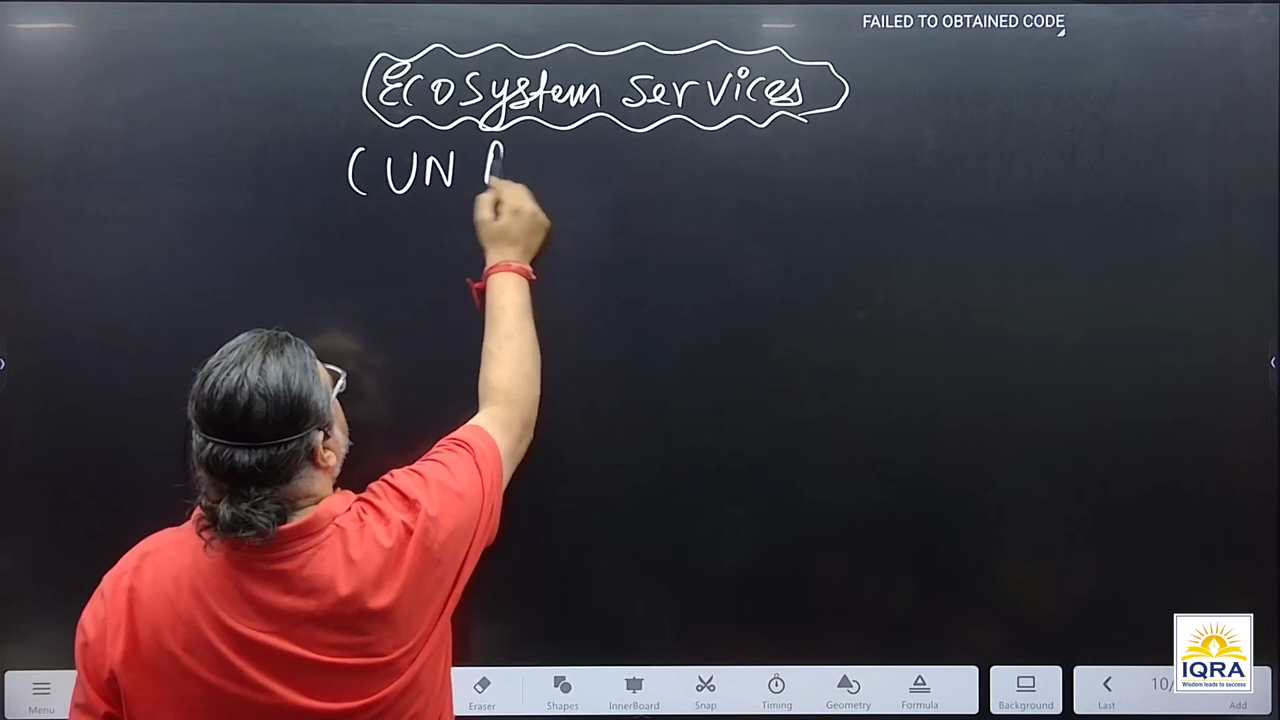 FAILED TO OBTAINED CODE
Ecosystem Services
( UN
Menu
Eraser
Shapes
InnerBoard
Snap
Timing
Geometry
Formula
Background
Last
10/
Add
IQRA
Wisdom leads to success